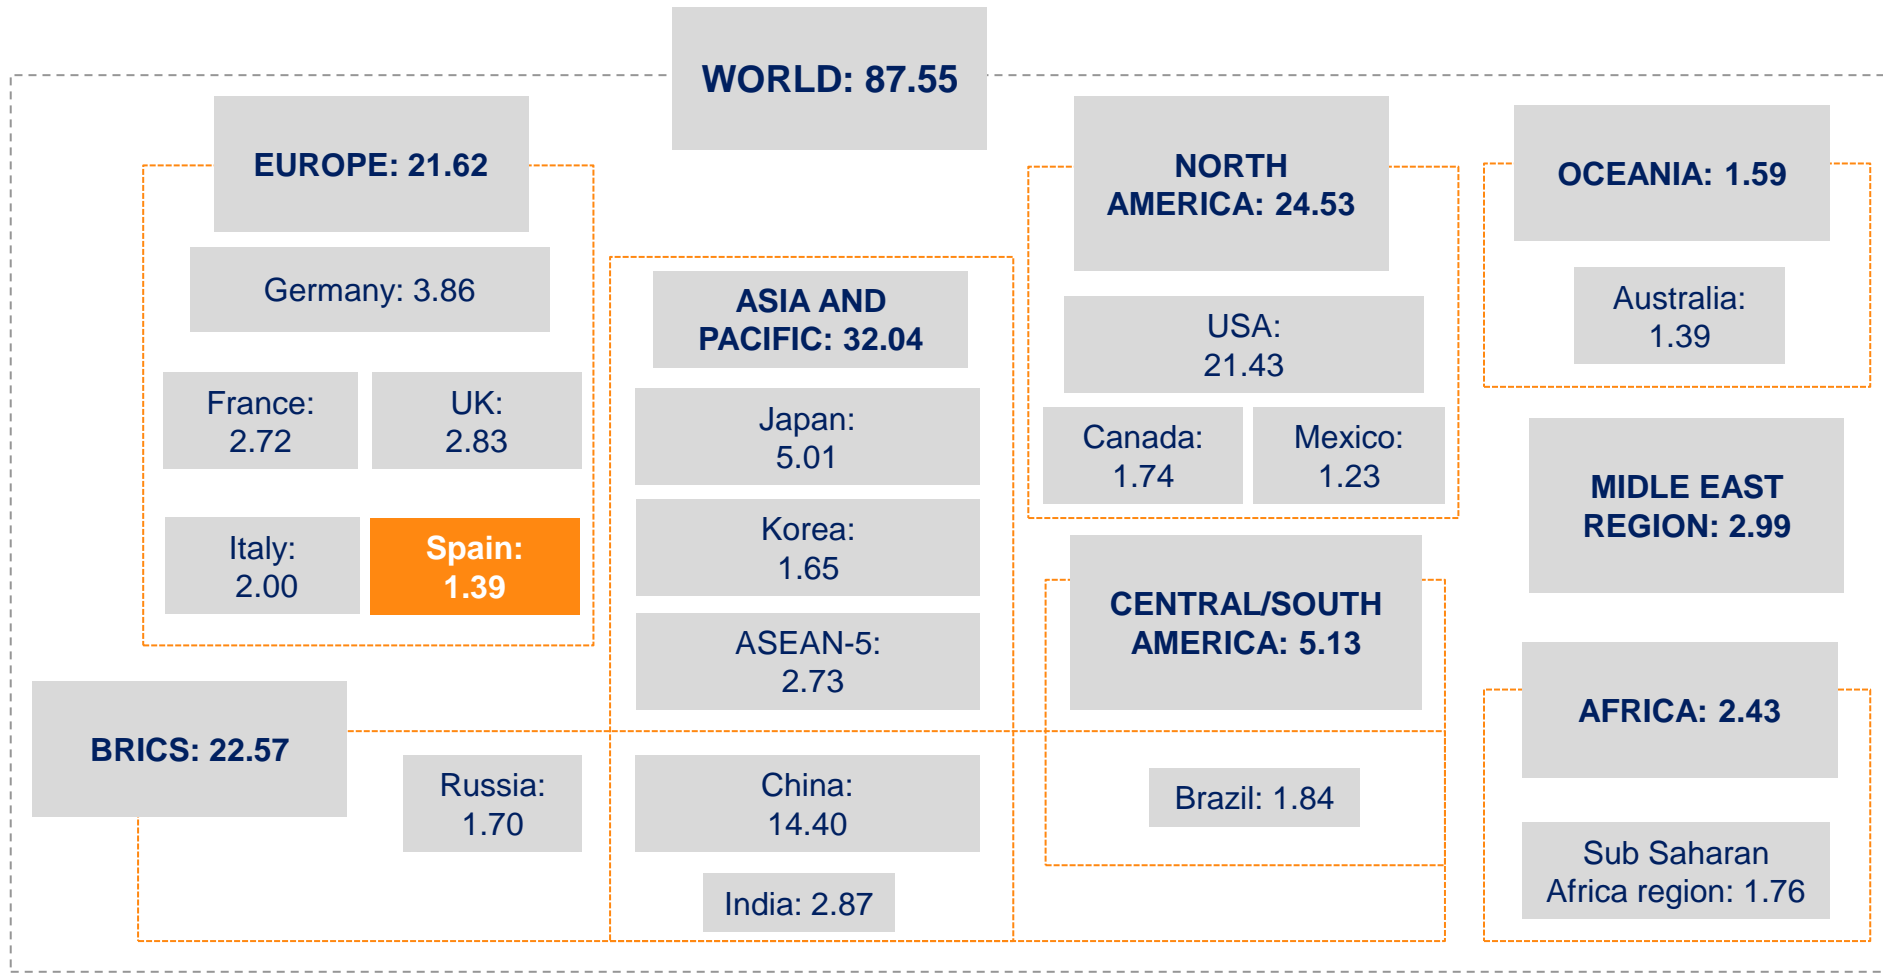 WORLD: 87.55
EUROPE: 21.62
Germany: 3.86
France:
2.72
UK:
2.83
Italy:
2.00
Spain:
1.39
ASIA AND
PACIFIC: 32.04
Japan:
5.01
Korea:
1.65
ASEAN-5:
2.73
China:
14.40
India: 2.87
NORTH
AMERICA: 24.53
USA:
21.43
Canada:
1.74
Mexico:
1.23
CENTRAL/SOUTH
AMERICA: 5.13
Brazil: 1.84
OCEANIA: 1.59
Australia:
1.39
MIDLE EAST
REGION: 2.99
AFRICA: 2.43
Sub Saharan
Africa region: 1.76
BRICS: 22.57
Russia:
1.70